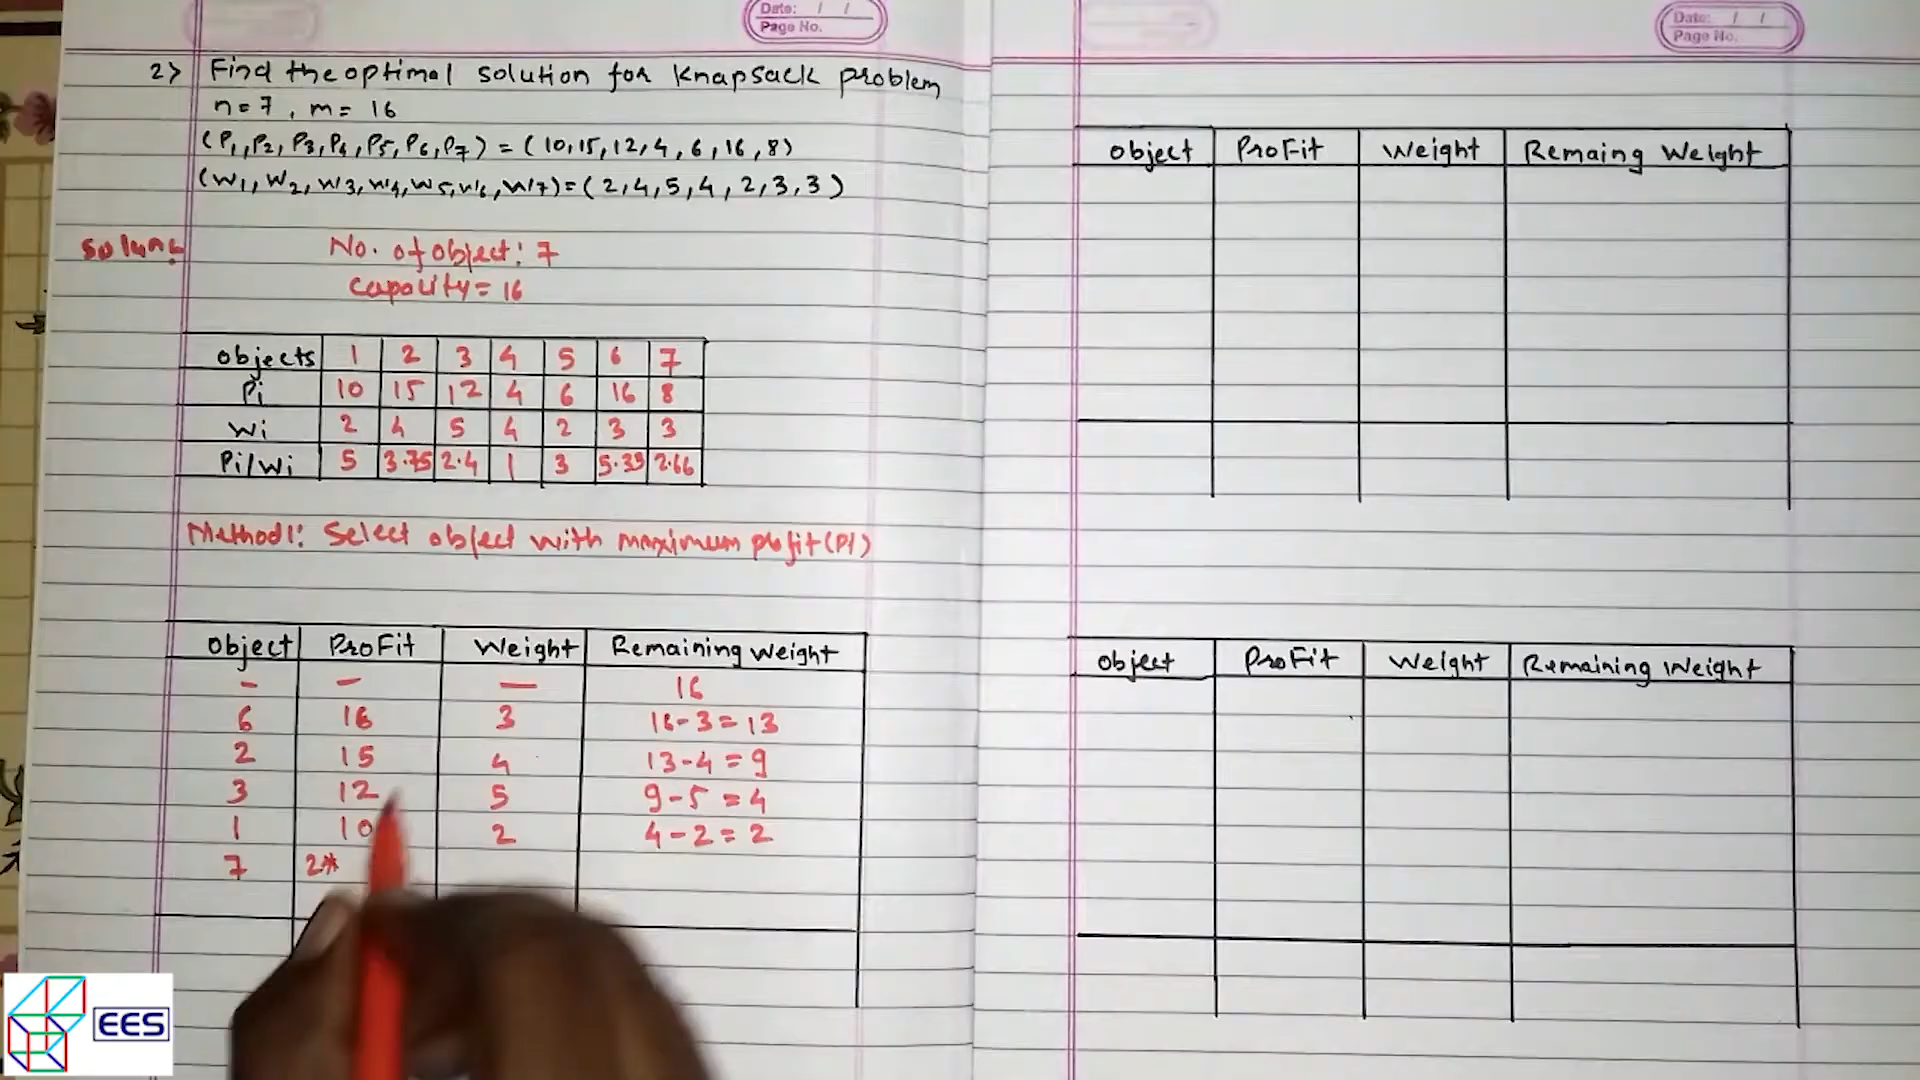 Date: / /
Page No.
2> Find the optimal solution for Knapsack problem
n=7, m= 16
(P1,P2,P3,P4,P5,P6,P7) = (10,15,12,4,6,16,8)
(W1,W2,W3,W4,W5,W6,W7)=(2,4,5,4,2,3,3)
No. of object: 7
capacity= 16
objects 1 2 3 4 5 6 7
Pi 10 15 12 4 6 16 8
Wi 2 4 5 4 2 3 3
Pi/Wi 5 3.75 2.4 1 3 5.33 2.66
Method1: Select object with maximum profit(Pi)
Object ProFit Weight Remaining Weight
- - - 16
6 16 3 16-3=13
2 15 4 13-4=9
3 12 5 9-5=4
1 10 2 4-2=2
7 2*
EES
Date: / /
Page No.
object ProFit Weight Remaing Weight
object ProFit Weight Remaining Weight